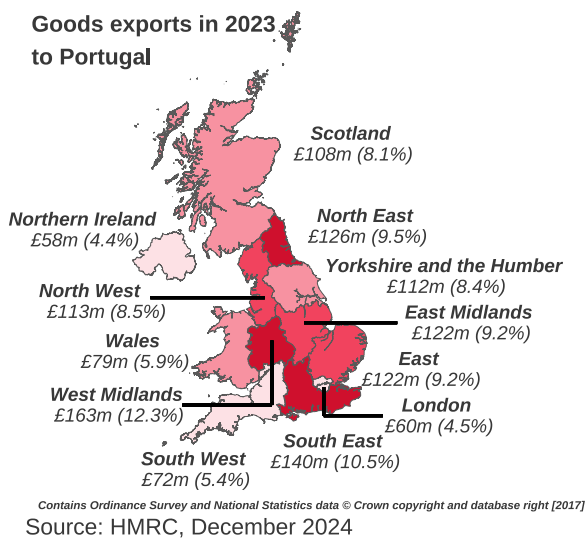 Goods exports in 2023
to Portugal
Scotland
£108m (8.1%)
Northern Ireland
£58m (4.4%)
North East
£126m (9.5%)
Yorkshire and the Humber
£112m (8.4%)
North West
£113m (8.5%)
East Midlands
£122m (9.2%)
Wales
£79m (5.9%)
East
£122m (9.2%)
West Midlands
£163m (12.3%)
London
£60m (4.5%)
South East
£140m (10.5%)
South West
£72m (5.4%)
Contains Ordinance Survey and National Statistics data © Crown copyright and database right [2017]
Source: HMRC, December 2024